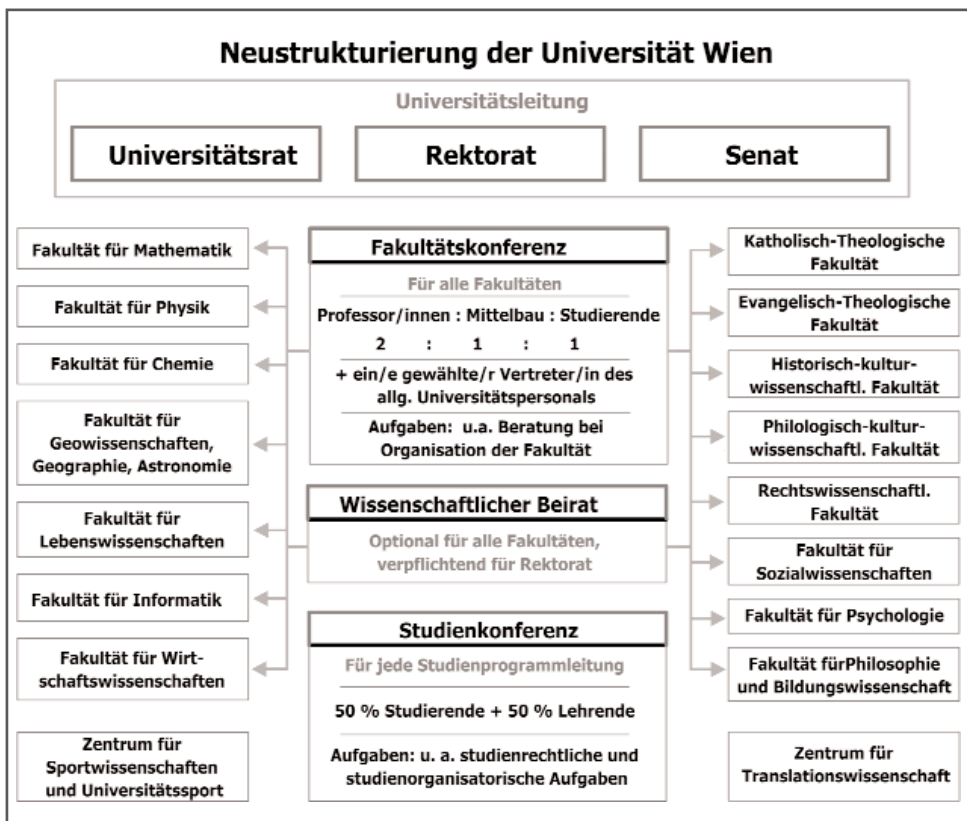 Neustrukturierung der Universität Wien
Universitätsleitung
Universitätsrat
Rektorat
Senat
Fakultät für Mathematik
Fakultät für Physik
Fakultät für Chemie
Fakultät für
Geowissenschaften,
Geographie, Astronomie
Fakultät für
Lebenswissenschaften
Fakultät für Informatik
Fakultät für Wirt-
schaftswissenschaften
Zentrum für
Sportwissenschaften
und Universitätssport
Fakultätskonferenz
Für alle Fakultäten
Professor/innen : Mittelbau : Studierende
2 : 1 : 1
+ ein/e gewählte/r Vertreter/in des
allg. Universitätspersonals
Aufgaben: u.a. Beratung bei
Organisation der Fakultät
Wissenschaftlicher Beirat
Optional für alle Fakultäten,
verpflichtend für Rektorat
Studienkonferenz
Für jede Studienprogrammleitung
50 % Studierende + 50 % Lehrende
Aufgaben: u. a. studienrechtliche und
studienorganisatorische Aufgaben
Katholisch-Theologische
Fakultät
Evangelisch-Theologische
Fakultät
Historisch-kultur-
wissenschaftl. Fakultät
Philologisch-kultur-
wissenschaftl. Fakultät
Rechtswissenschaftl.
Fakultät
Fakultät für
Sozialwissenschaften
Fakultät für Psychologie
Fakultät fürPhilosophie
und Bildungswissenschaft
Zentrum für
Translationswissenschaft